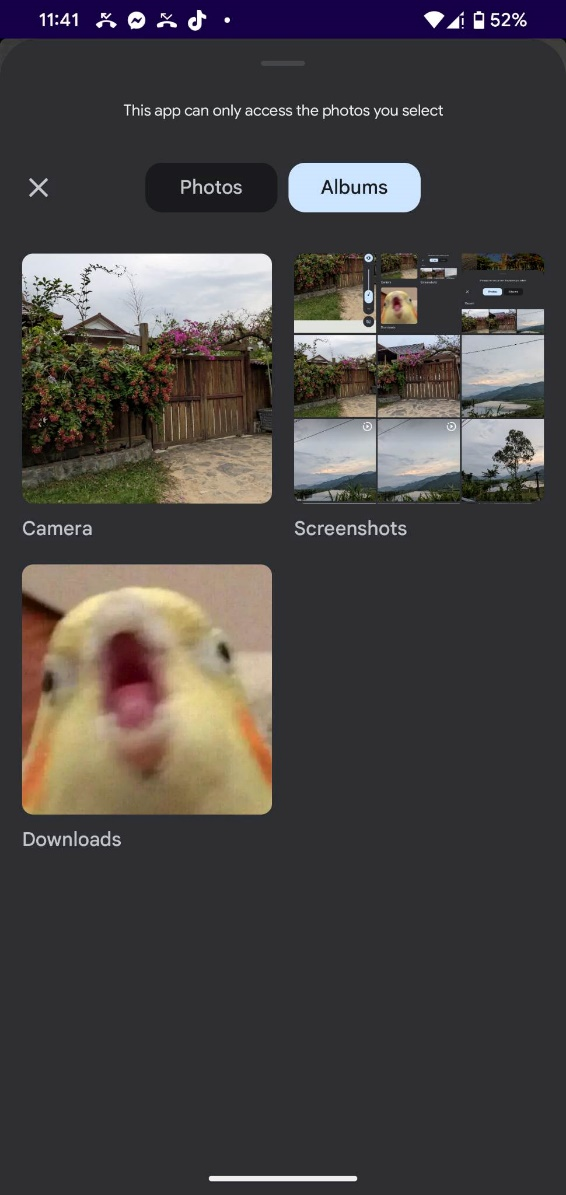 11:41
52%
This app can only access the photos you select
Photos
Albums
Camera
Screenshots
Downloads